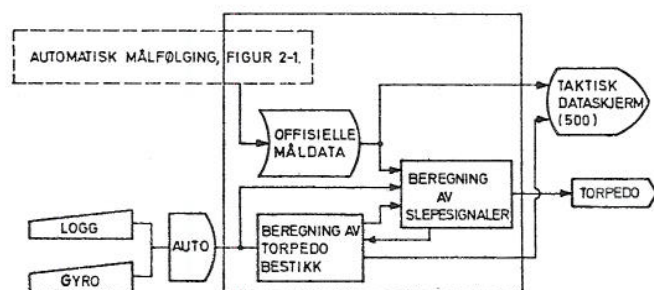 AUTOMATISK MÅLFØLGING, FIGUR 2-1.
OFFISIELLE
MÅLDATA
TAKTISK
DATASKJERM
(500)
BEREGNING
AV
SLEPESIGNALER
TORPEDO
LOGG
GYRO
AUTO
BEREGNING AV
TORPEDO
BESTIKK